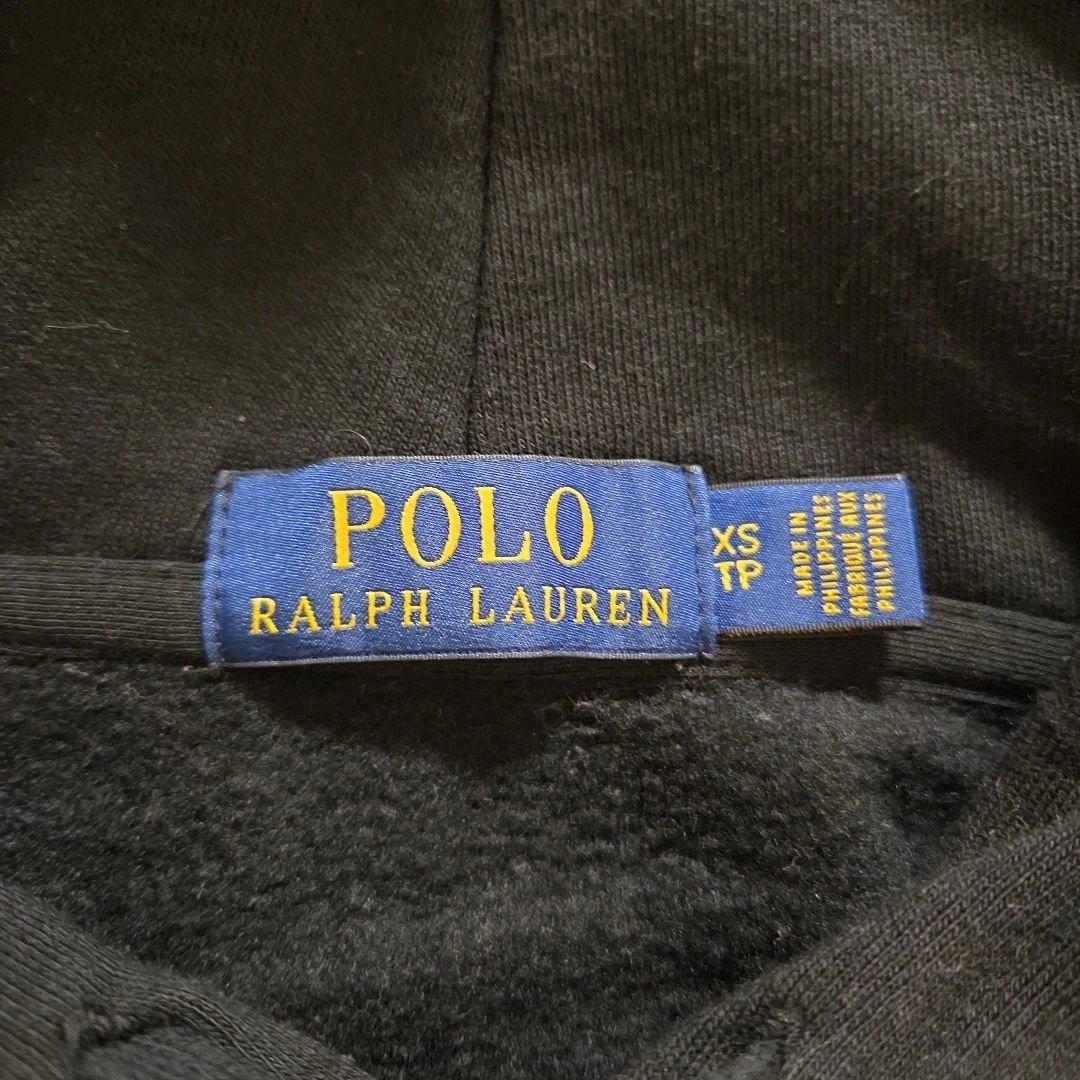 POLO
RALPH LAUREN
XS
TP
MADE IN
PHILIPPINES
FABRIQUÉ AUX
PHILIPPINES